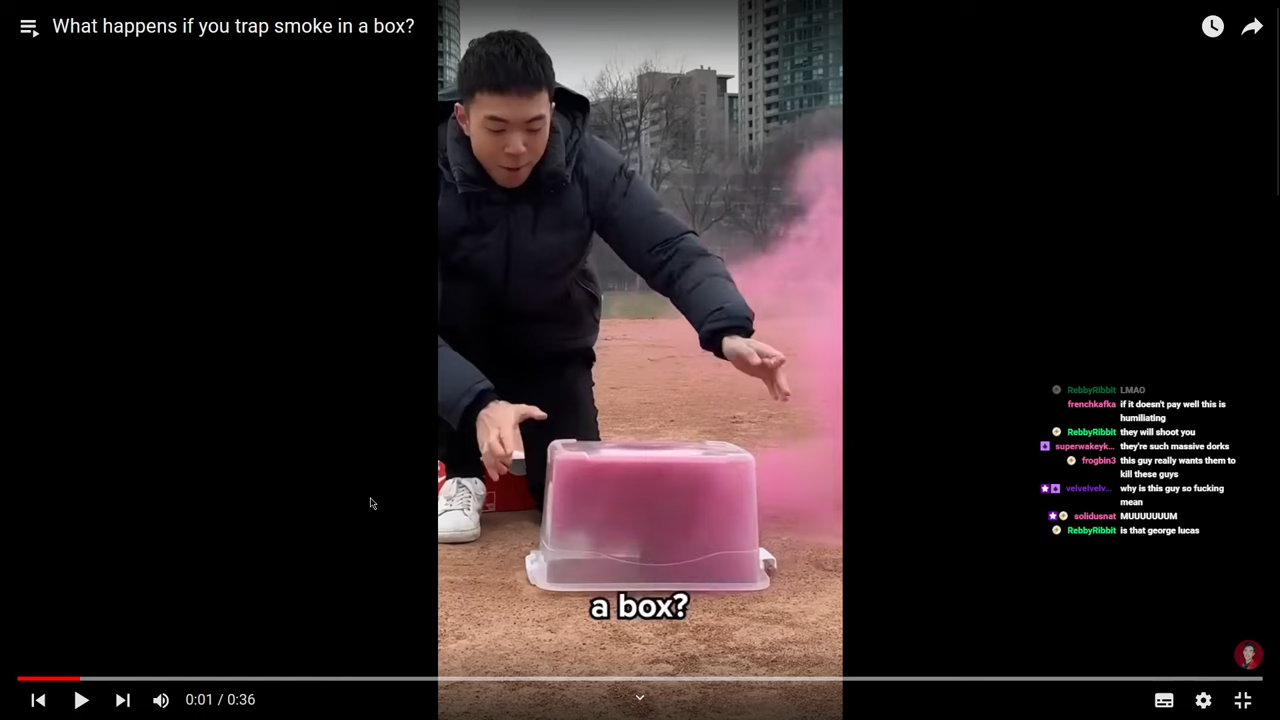 What happens if you trap smoke in a box?
RebbyRibbit LMAO
frenchkafka if it doesn't pay well this is
humiliating
RebbyRibbit they will shoot you
superwakeyk... they're such massive dorks
frogbin3 this guy really wants them to
kill these guys
velvelvelv... why is this guy so fucking
mean
solidusnat MUUUUUUUM
RebbyRibbit is that george lucas
a box?
0:01 / 0:36